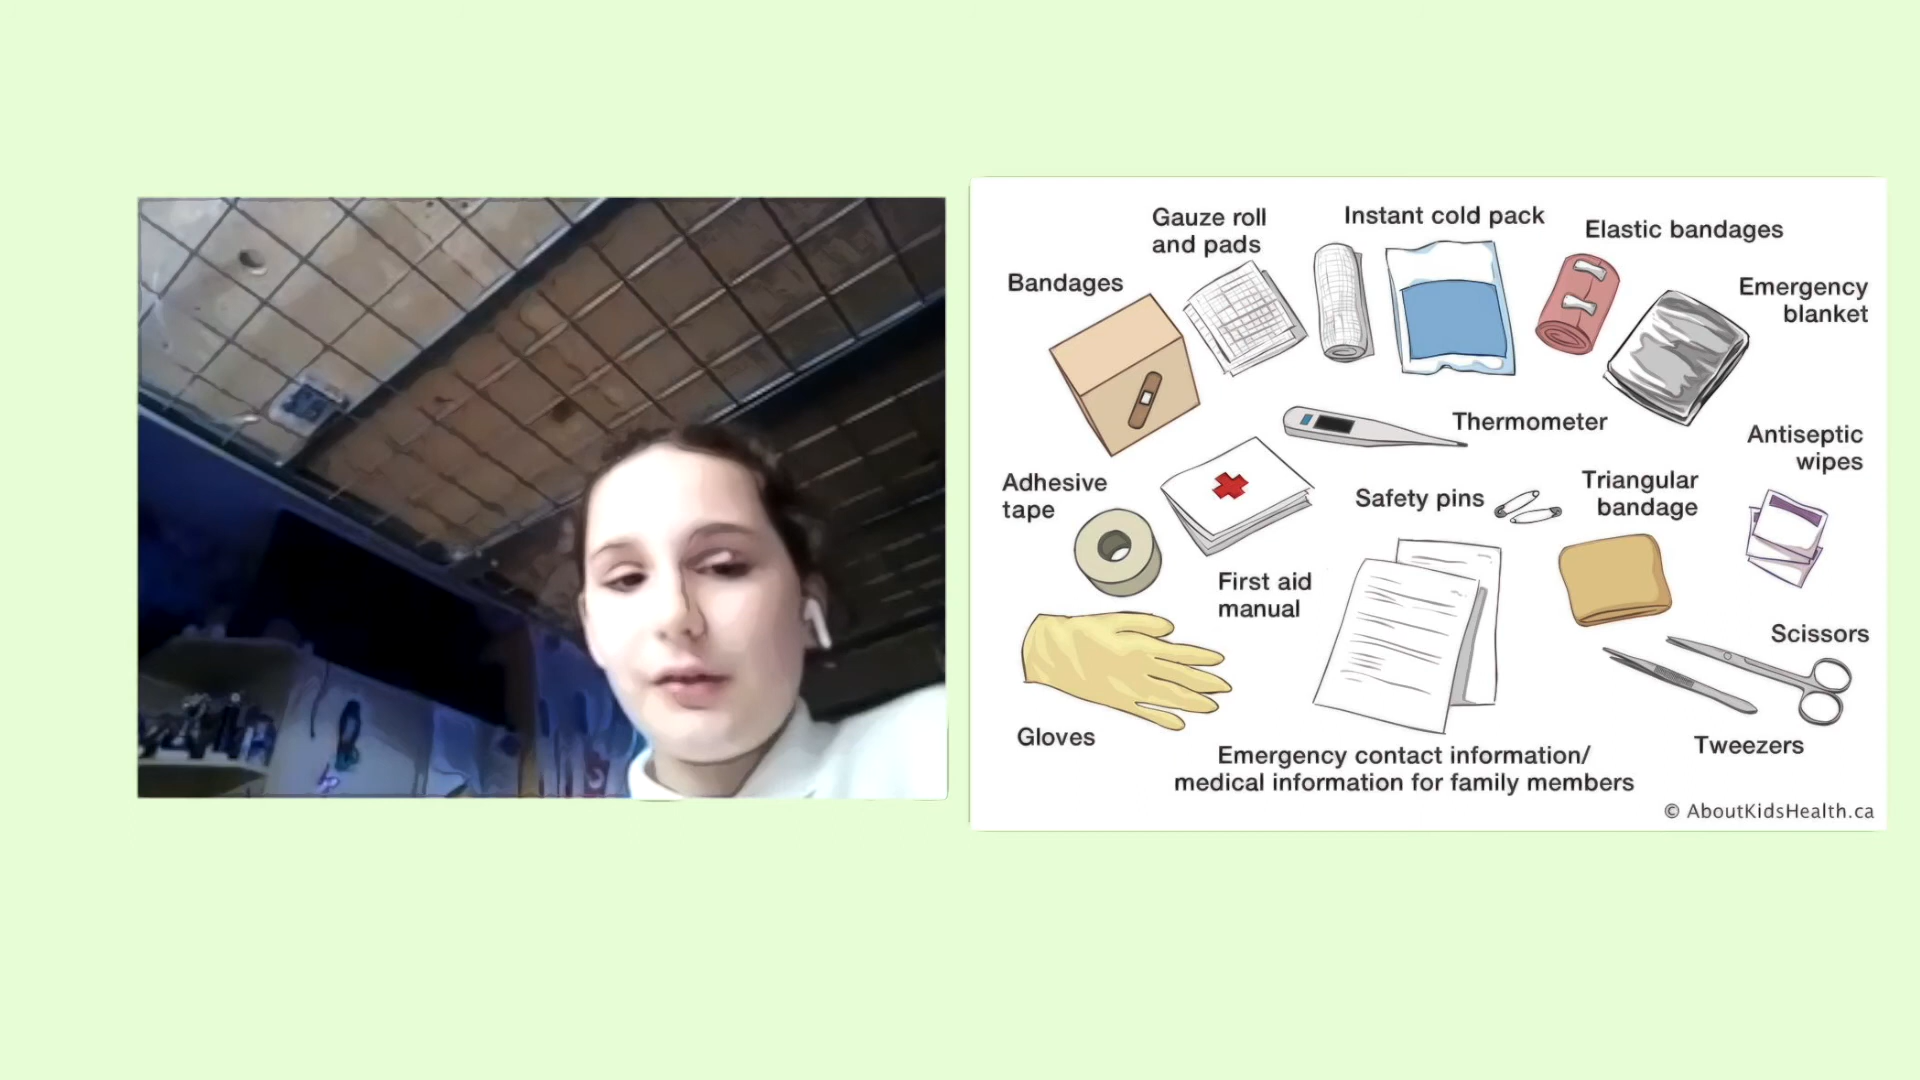 Gauze roll
and pads
Instant cold pack
Elastic bandages
Bandages
Emergency
blanket
Thermometer
Antiseptic
wipes
Adhesive
tape
Safety pins
Triangular
bandage
First aid
manual
Scissors
Gloves
Tweezers
Emergency contact information/
medical information for family members
© AboutKidsHealth.ca